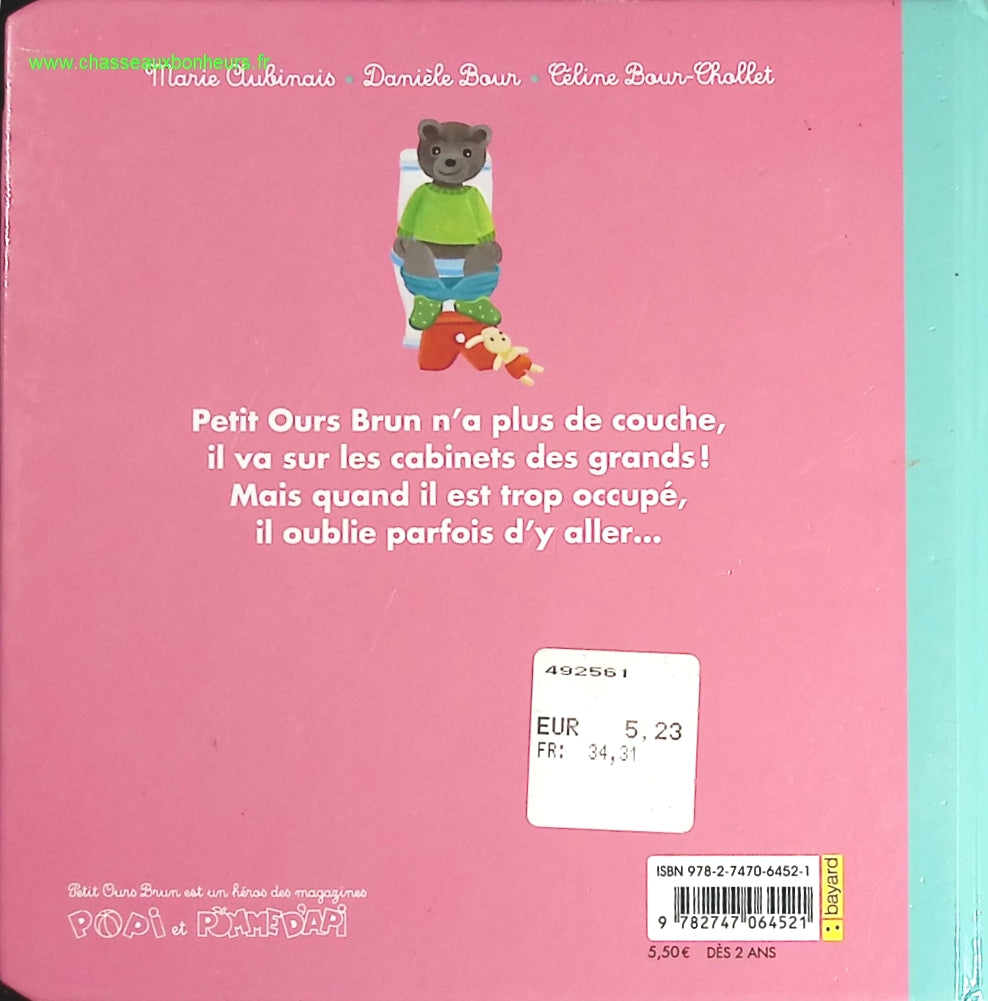 www.chasseauxbonheurs.fr
Marie Aubinais • Danièle Bour • Céline Bour-Chollet
Petit Ours Brun n'a plus de couche,
il va sur les cabinets des grands !
Mais quand il est trop occupé,
il oublie parfois d'y aller...
492561
EUR 5,23
FR: 34,31
Petit Ours Brun est un héros des magazines
POPi et POMME D'API
ISBN 978-2-7470-6452-1
9 782747 064521
bayard
5,50 € DÈS 2 ANS